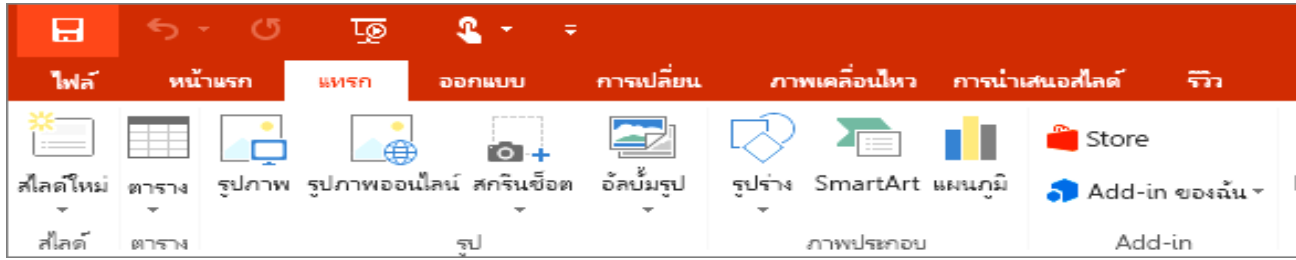 ไฟล์ หน้าแรก แทรก ออกแบบ การเปลี่ยน ภาพเคลื่อนไหว การนำเสนอสไลด์ รีวิว
สไลด์ใหม่ ตาราง รูปภาพ รูปภาพออนไลน์ สกรีนช็อต อัลบั้มรูป รูปร่าง SmartArt แผนภูมิ
Store
Add-in ของฉัน
สไลด์ ตาราง รูป ภาพประกอบ Add-in